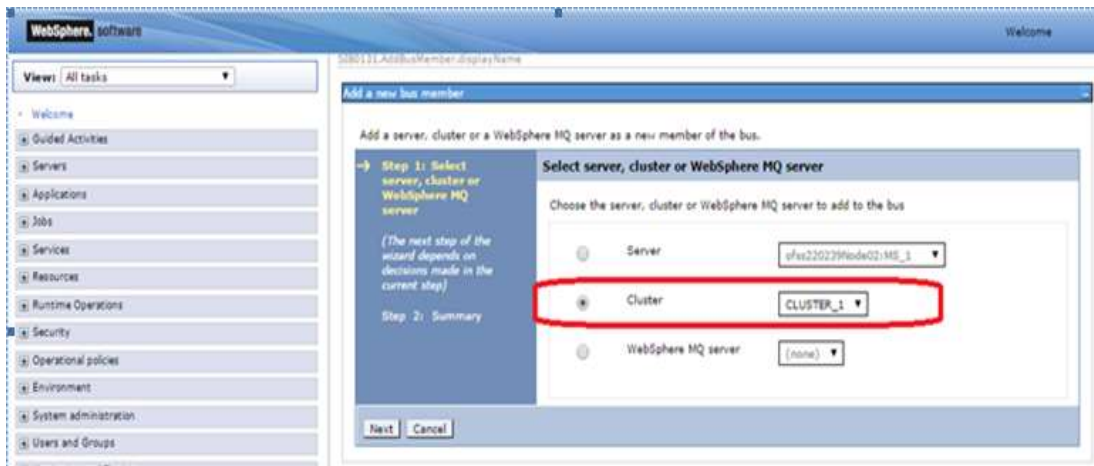 WebSphere. software
Welcome
View: All tasks
Welcome
Guided Activities
Servers
Applications
Jobs
Services
Resources
Runtime Operations
Security
Operational policies
Environment
System administration
Users and Groups
Add a new bus member
Add a server, cluster or a WebSphere MQ server as a new member of the bus.
Step 1: Select
server, cluster or
WebSphere MQ
server
(The next step of the
wizard depends on
decisions made in the
current step)
Step 2: Summary
Select server, cluster or WebSphere MQ server
Choose the server, cluster or WebSphere MQ server to add to the bus
Server
ofss220239Node02:MS_1
Cluster
CLUSTER_1
WebSphere MQ server
(none)
Next
Cancel